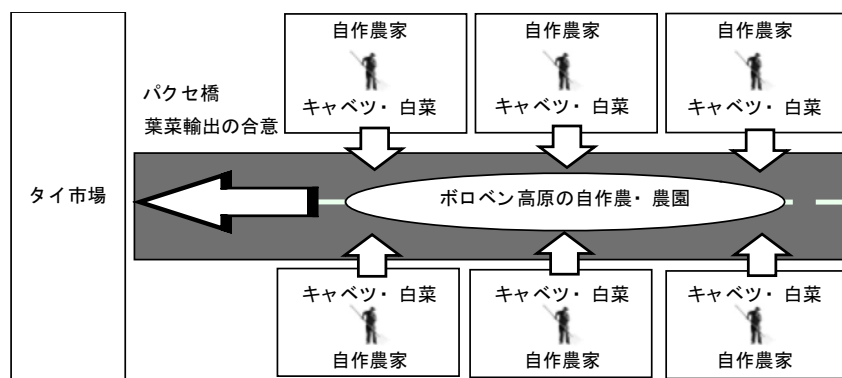 自作農家
キャベツ・白菜
自作農家
キャベツ・白菜
自作農家
キャベツ・白菜
パクセ橋
葉菜輸出の合意
タイ市場
ボロベン高原の自作農・農園
キャベツ・白菜
自作農家
キャベツ・白菜
自作農家
キャベツ・白菜
自作農家